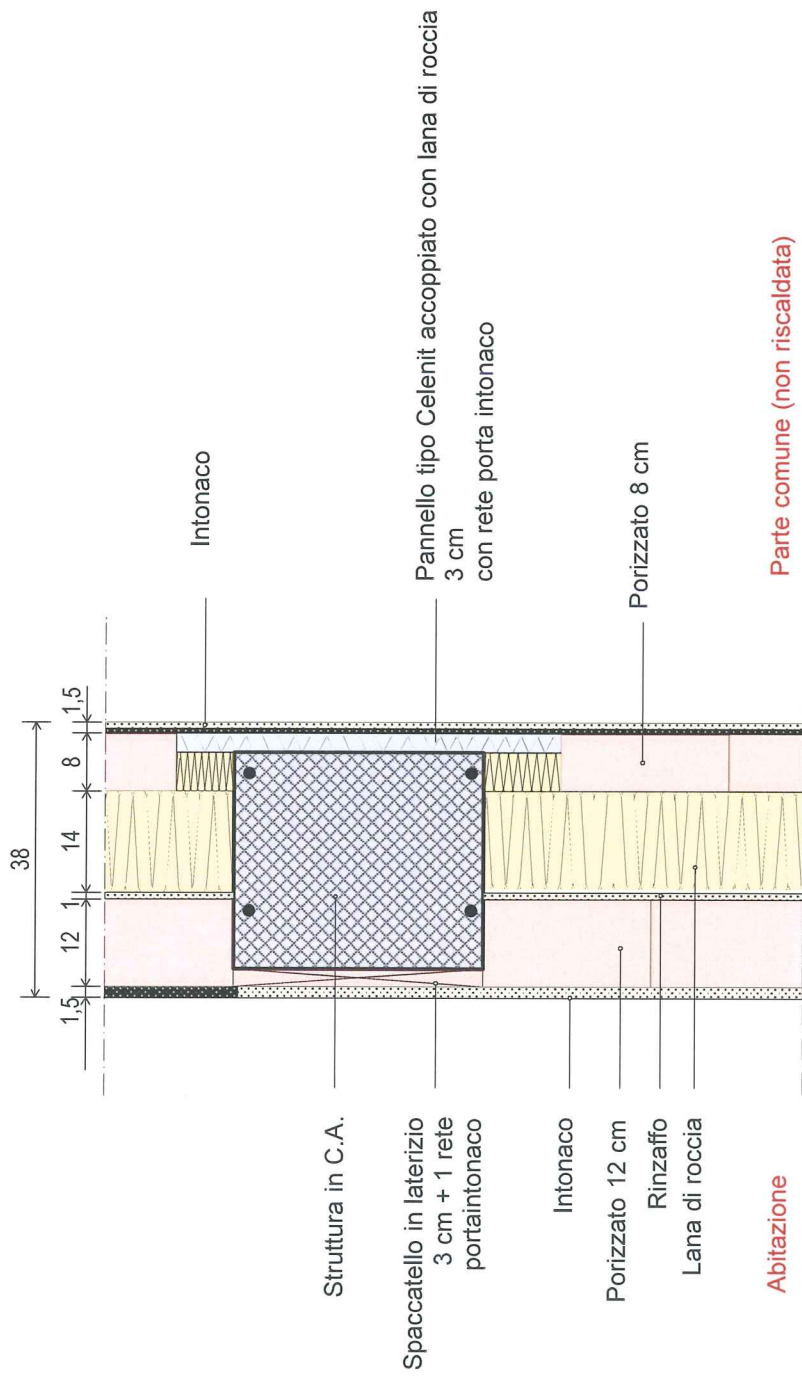 38
1,5
12
1
14
8
1,5
Struttura in C.A.
Spaccatello in laterizio
3 cm + 1 rete
portaintonaco
Intonaco
Porizzato 12 cm
Rinzaffo
Lana di roccia
Abitazione
Intonaco
Pannello tipo Celenit accoppiato con lana di roccia
3 cm
con rete porta intonaco
Porizzato 8 cm
Parte comune (non riscaldata)